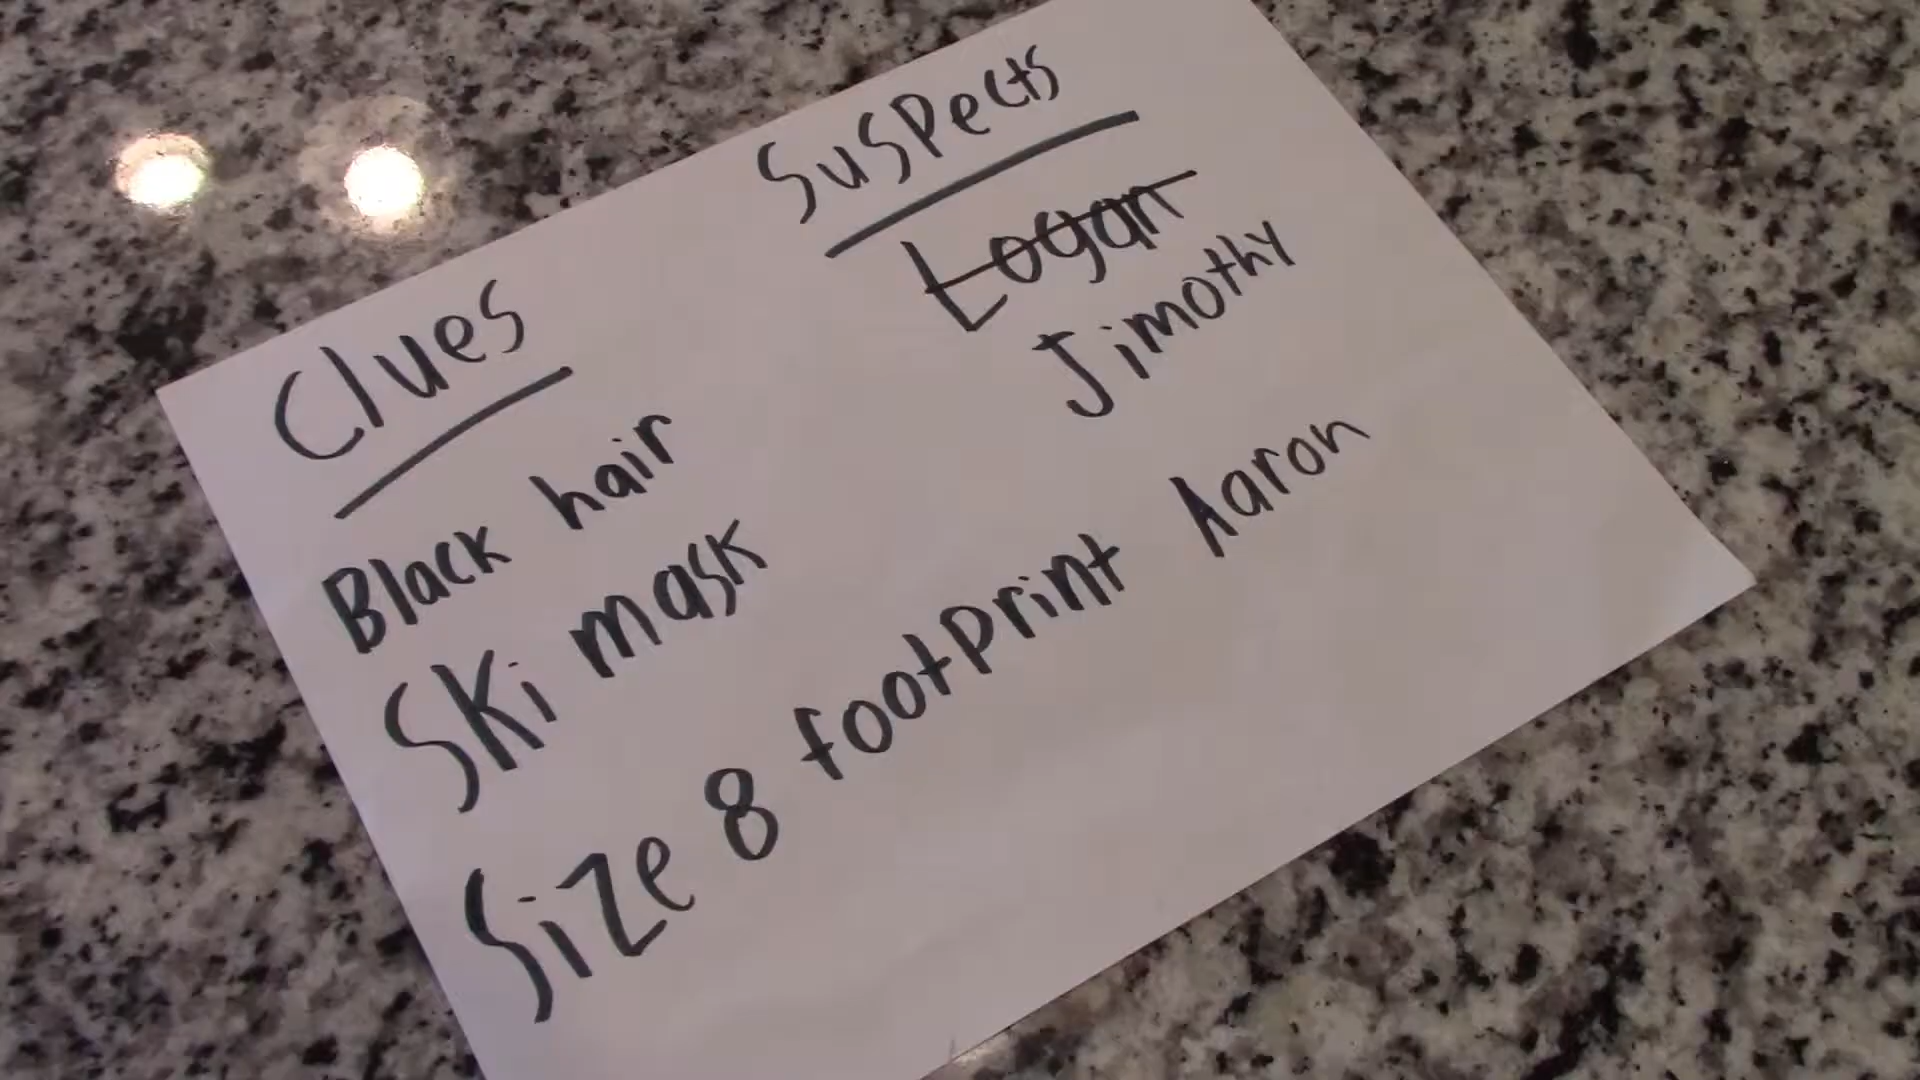 Suspects
Logan
Jimothy
Aaron
Clues
Black hair
Ski mask
Size 8 footprint